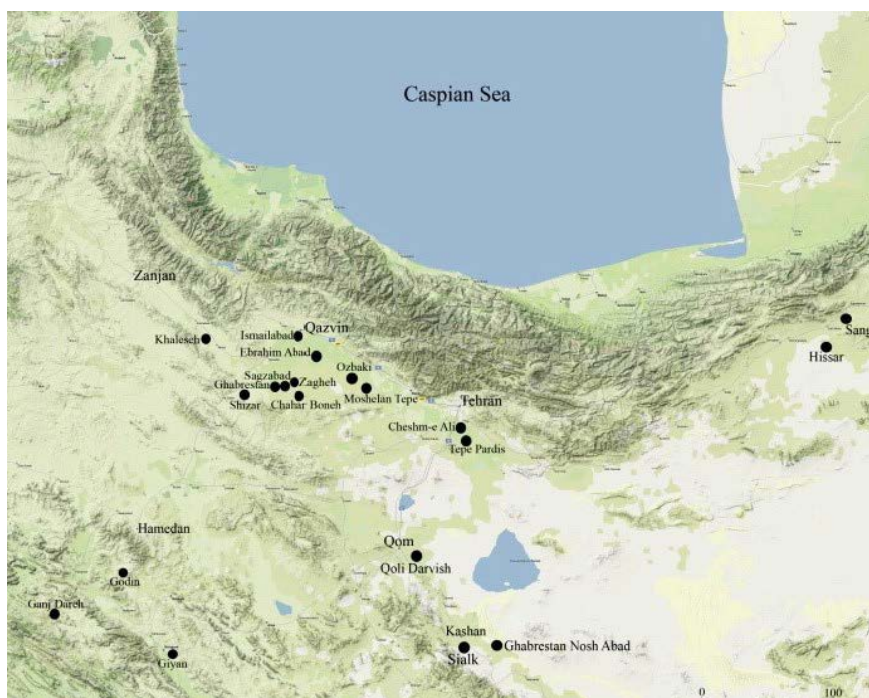 Caspian Sea
Zanjan
Sang
Khaleseh
Ismailabad
Qazvin
Hissar
Ebrahim Abad
Ozbaki
Sagzabad
Zagheh
Ghabrestan
Shizar
Chahar Boneh
Moshelan Tepe
Tehran
Cheshm-e Ali
Tepe Pardis
Hamedan
Qom
Qoli Darvish
Godin
Ganj Dareh
Kashan
Ghabrestan Nosh Abad
Sialk
Giyan
0 100